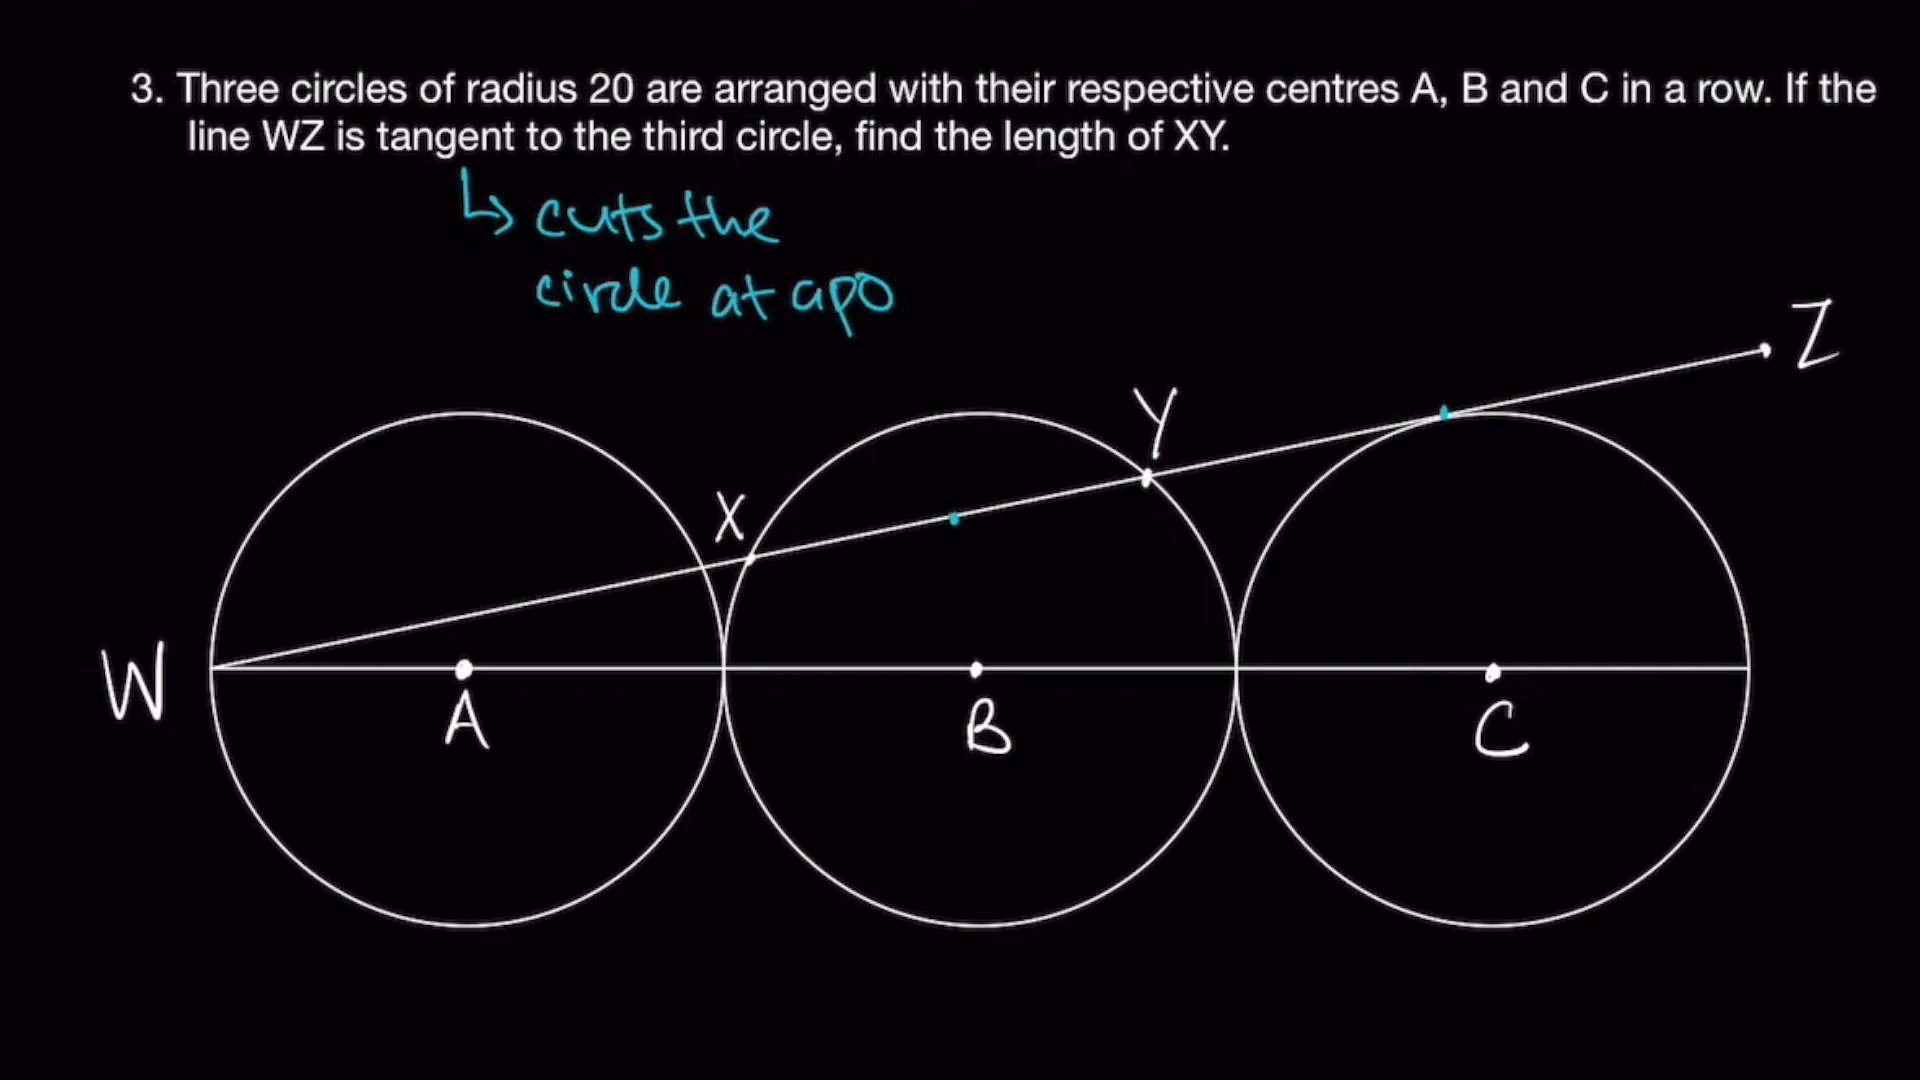 3. Three circles of radius 20 are arranged with their respective centres A, B and C in a row. If the
line WZ is tangent to the third circle, find the length of XY.
↳ cuts the
circle at apo
Z
Y
X
W
A
B
C